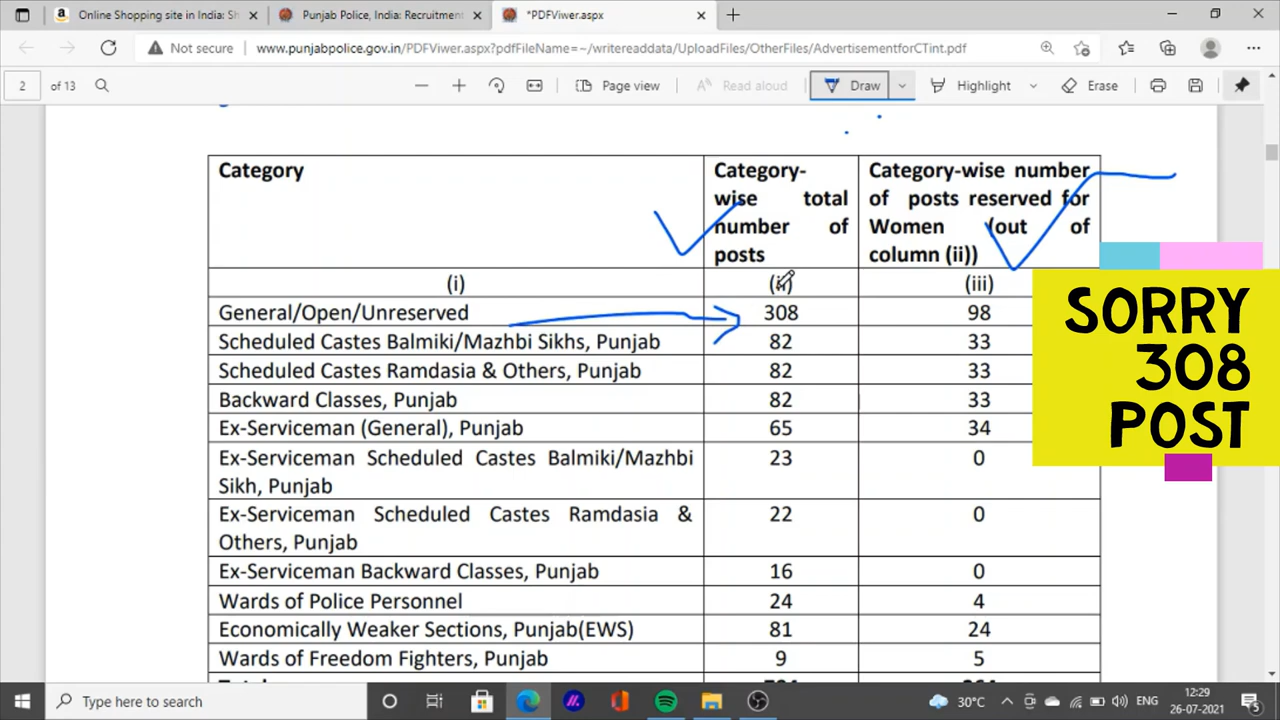 Online Shopping site in India: Sh
Punjab Police, India: Recruitment
*PDFViwer.aspx
Not secure
www.punjabpolice.gov.in/PDFViwer.aspx?pdfFileName=~/writereaddata/UploadFiles/OtherFiles/AdvertisementforCTint.pdf
2 of 13
Page view
Read aloud
Draw
Highlight
Erase
Category
Category-wise total number of posts
Category-wise number of posts reserved for Women (out of column (ii))
(i) (iii)
General/Open/Unreserved 308 98
Scheduled Castes Balmiki/Mazhbi Sikhs, Punjab 82 33
Scheduled Castes Ramdasia & Others, Punjab 82 33
Backward Classes, Punjab 82 33
Ex-Serviceman (General), Punjab 65 34
Ex-Serviceman Scheduled Castes Balmiki/Mazhbi 23 0
Sikh, Punjab
Ex-Serviceman Scheduled Castes Ramdasia & 22 0
Others, Punjab
Ex-Serviceman Backward Classes, Punjab 16 0
Wards of Police Personnel 24 4
Economically Weaker Sections, Punjab(EWS) 81 24
Wards of Freedom Fighters, Punjab 9 5
SORRY
308
POST
Type here to search
30°C
ENG
12:29
26-07-2021
5